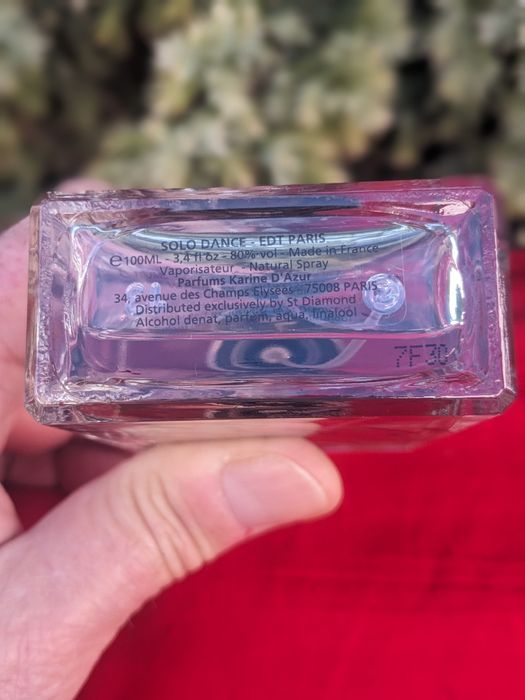 SOLO DANCE - EDT PARIS
℮100ML - 3,4 fl oz - 80% vol - Made in France
Vaporisateur - Natural Spray
Parfums Karine D'Azur
34, avenue des Champs Elysées - 75008 PARIS
Distributed exclusively by St Diamond
Alcohol denat, parfum, aqua, linalool
7F30